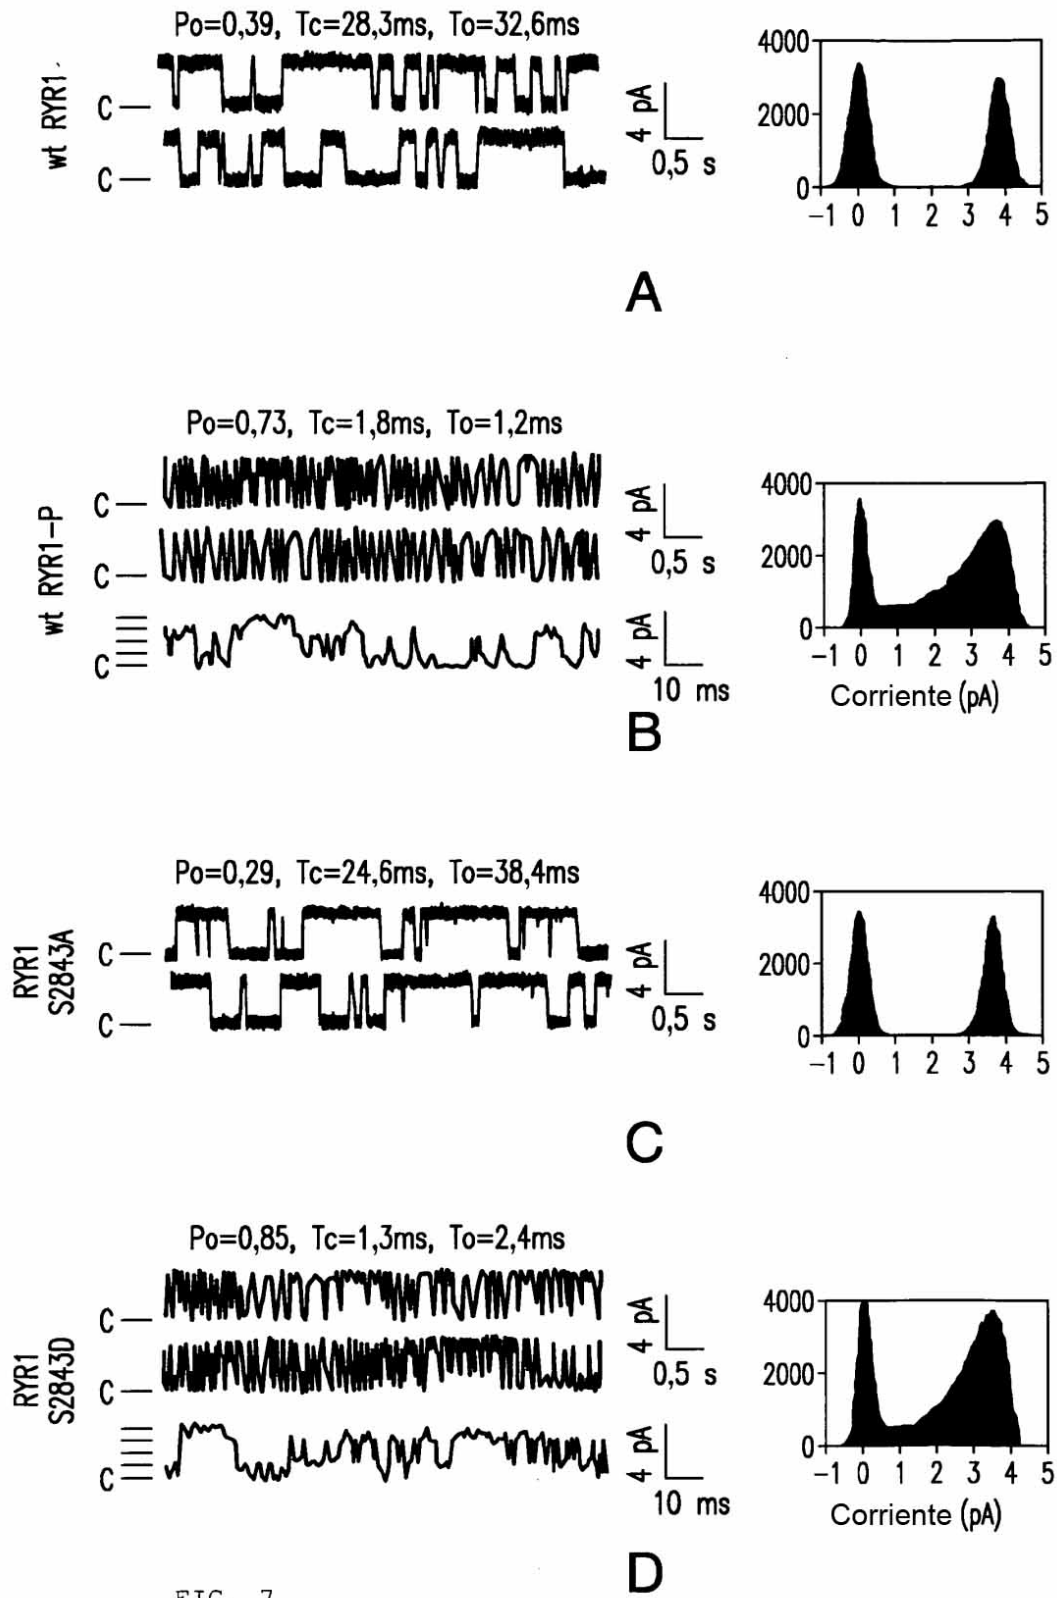 Po=0,39, Tc=28,3ms, To=32,6ms
wt RYR1
C
C
4 pA
0,5 s
4000
2000
0
-1 0 1 2 3 4 5
A
Po=0,73, Tc=1,8ms, To=1,2ms
wt RYR1-P
C
C
C
4 pA
0,5 s
4 pA
10 ms
4000
2000
0
-1 0 1 2 3 4 5
Corriente (pA)
B
Po=0,29, Tc=24,6ms, To=38,4ms
RYR1
S2843A
C
C
4 pA
0,5 s
4000
2000
0
-1 0 1 2 3 4 5
C
Po=0,85, Tc=1,3ms, To=2,4ms
RYR1
S2843D
C
C
C
4 pA
0,5 s
4 pA
10 ms
4000
2000
0
-1 0 1 2 3 4 5
Corriente (pA)
D
FIG. 7